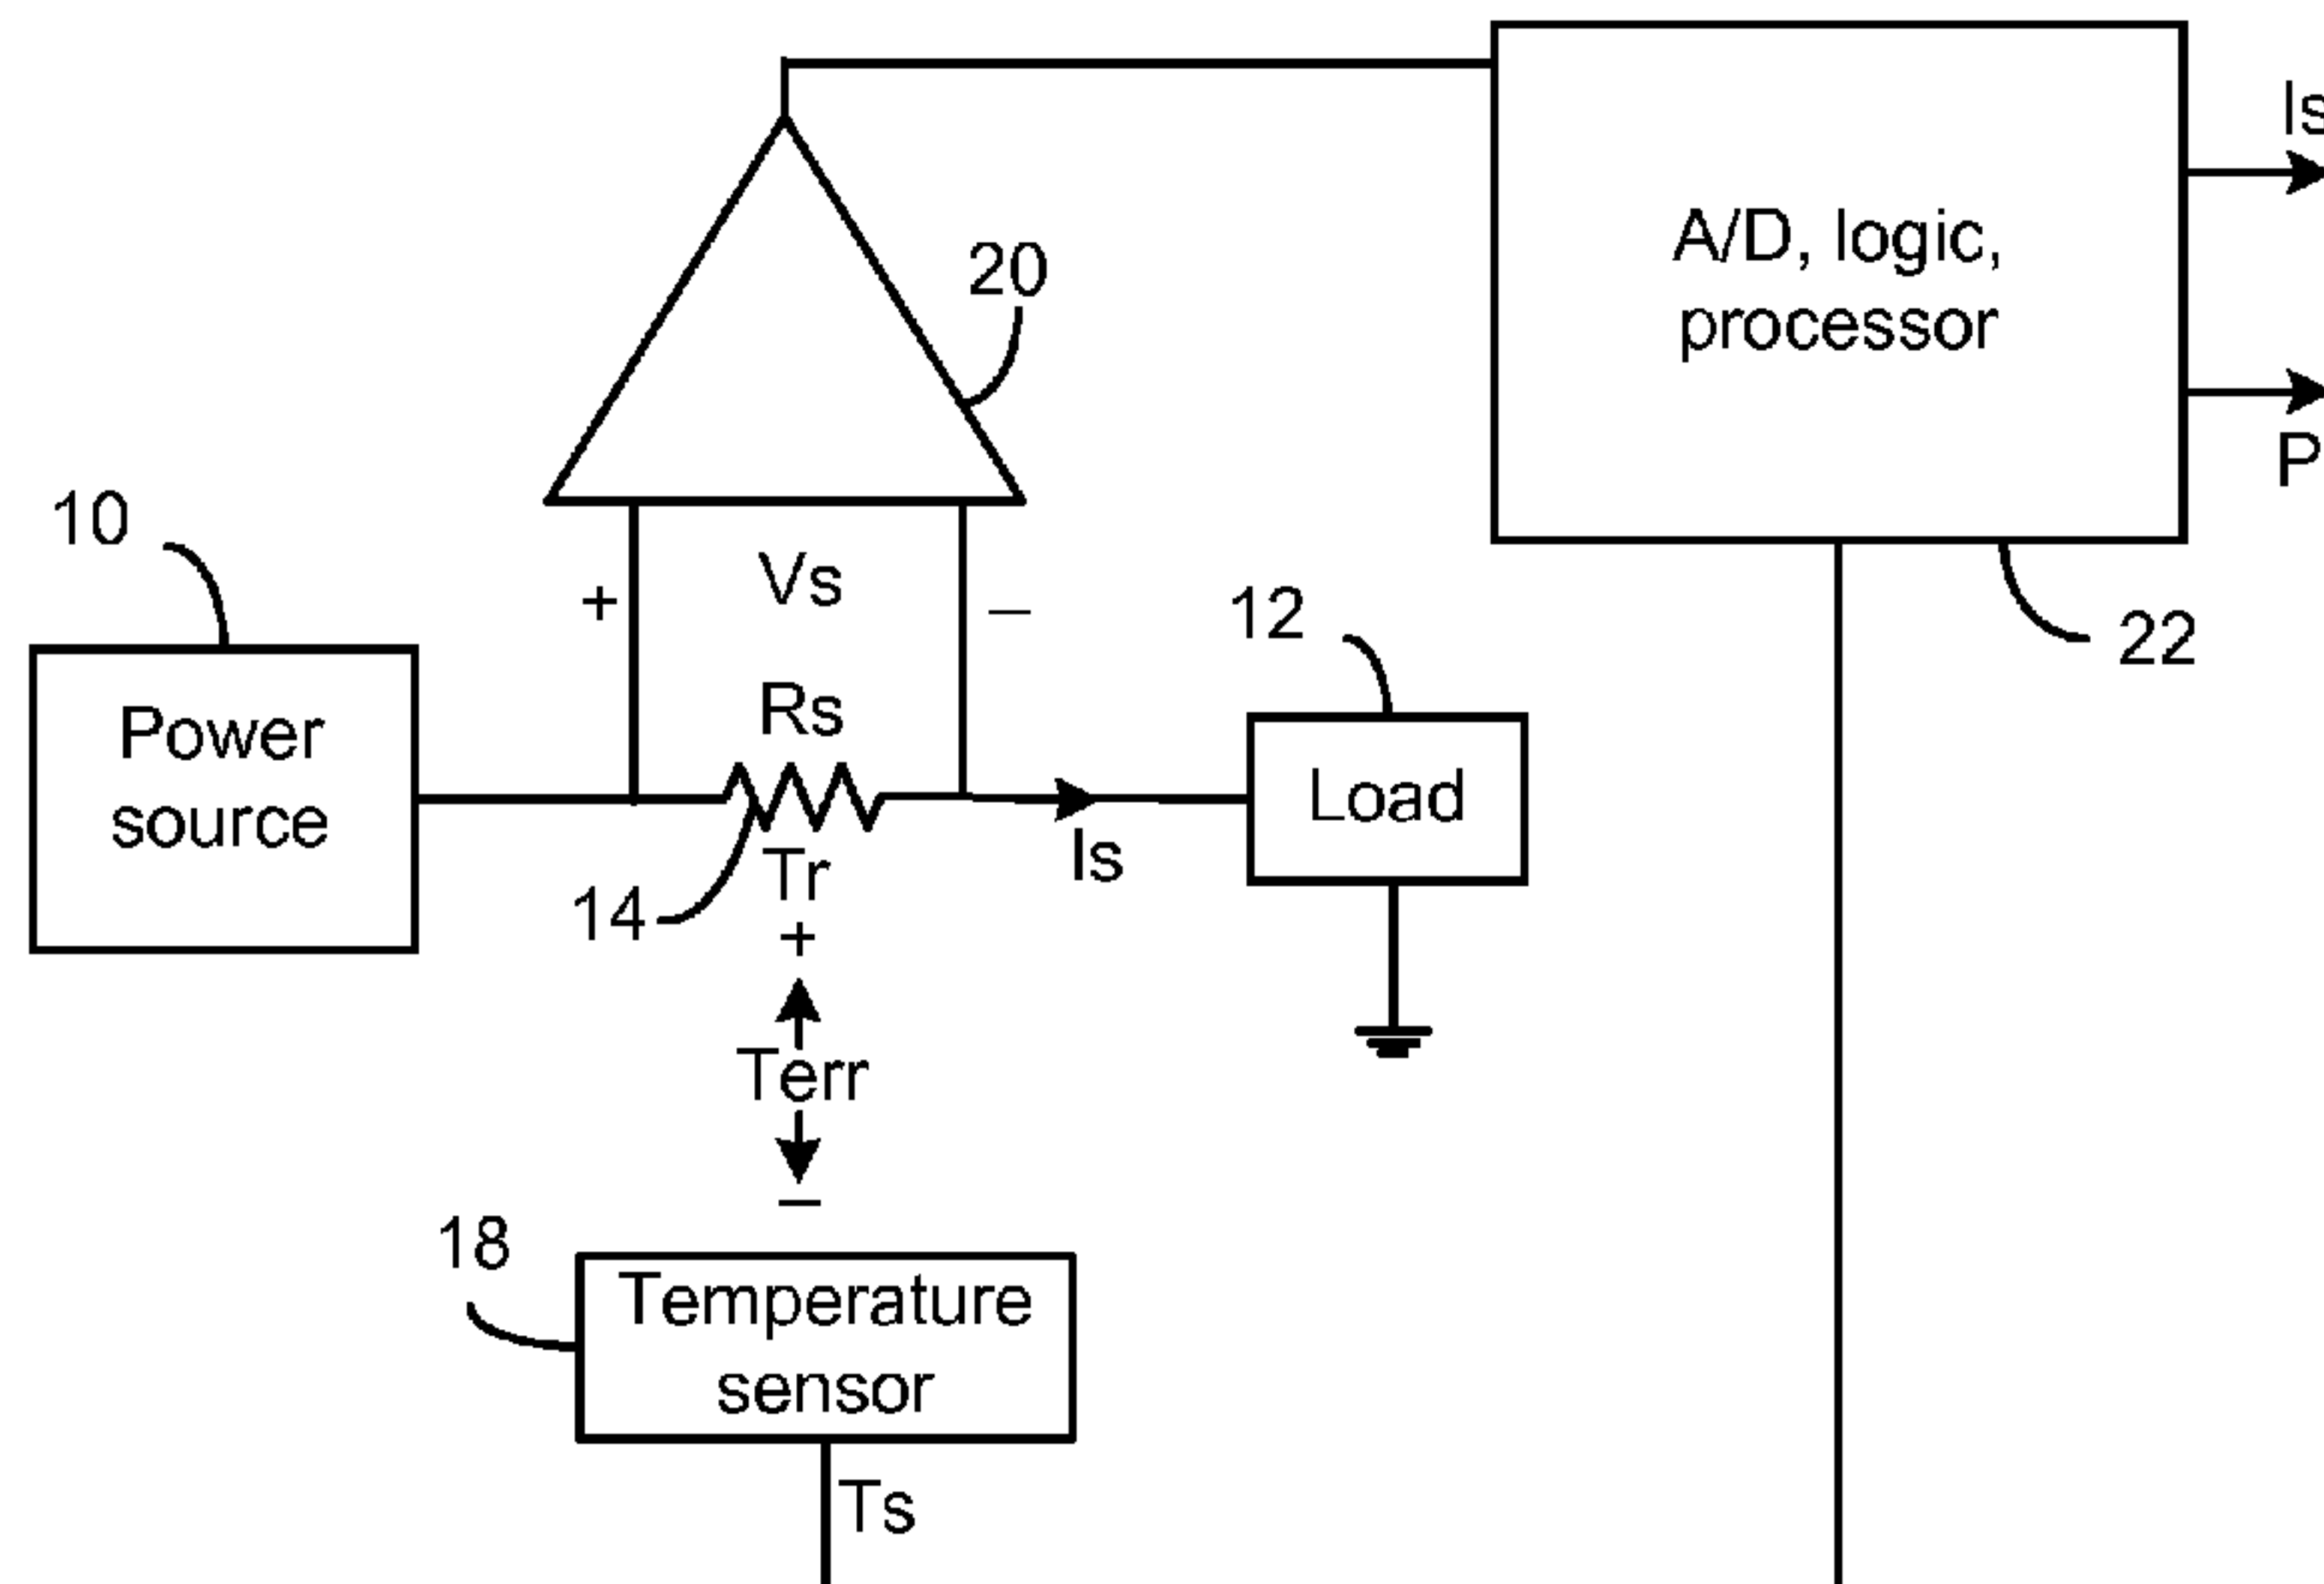 Is
20
A/D, logic,
processor
P
10
+
Vs
–
12
22
Power
source
Rs
Load
Is
Tr
14
+
Terr
–
18
Temperature
sensor
Ts